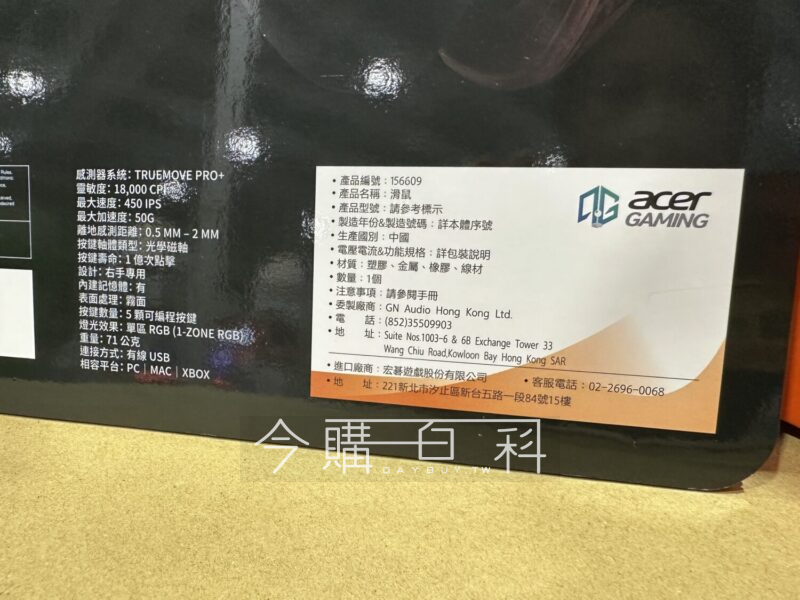 Rules.
感測器系統: TRUEMOVE PRO+
靈敏度: 18,000 CPI
最大速度: 450 IPS
最大加速度: 50G
離地感測距離: 0.5 MM – 2 MM
按鍵軸體類型: 光學磁軸
按鍵壽命: 1 億次點擊
設計: 右手專用
內建記憶體: 有
表面處理: 霧面
按鍵數量: 5 顆可編程按鍵
燈光效果: 單區 RGB (1-ZONE RGB)
重量: 71 公克
連接方式: 有線 USB
相容平台: PC | MAC | XBOX
•產品編號：156609
•產品名稱：滑鼠
•產品型號：請參考標示
•製造年份&製造號碼：詳本體序號
•生產國別：中國
•電壓電流&功能規格：詳包裝說明
•材質：塑膠、金屬、橡膠、線材
•數量：1個
•注意事項：請參閱手冊
•委製廠商：GN Audio Hong Kong Ltd.
•電 話：(852)35509903
•地 址：Suite Nos.1003-6 & 6B Exchange Tower 33
Wang Chiu Road,Kowloon Bay Hong Kong SAR
•進口廠商：宏碁遊戲股份有限公司 •客服電話：02-2696-0068
•地 址：221新北市汐止區新台五路一段84號15樓
acer
GAMING
今購百科
DAYBUY.TW